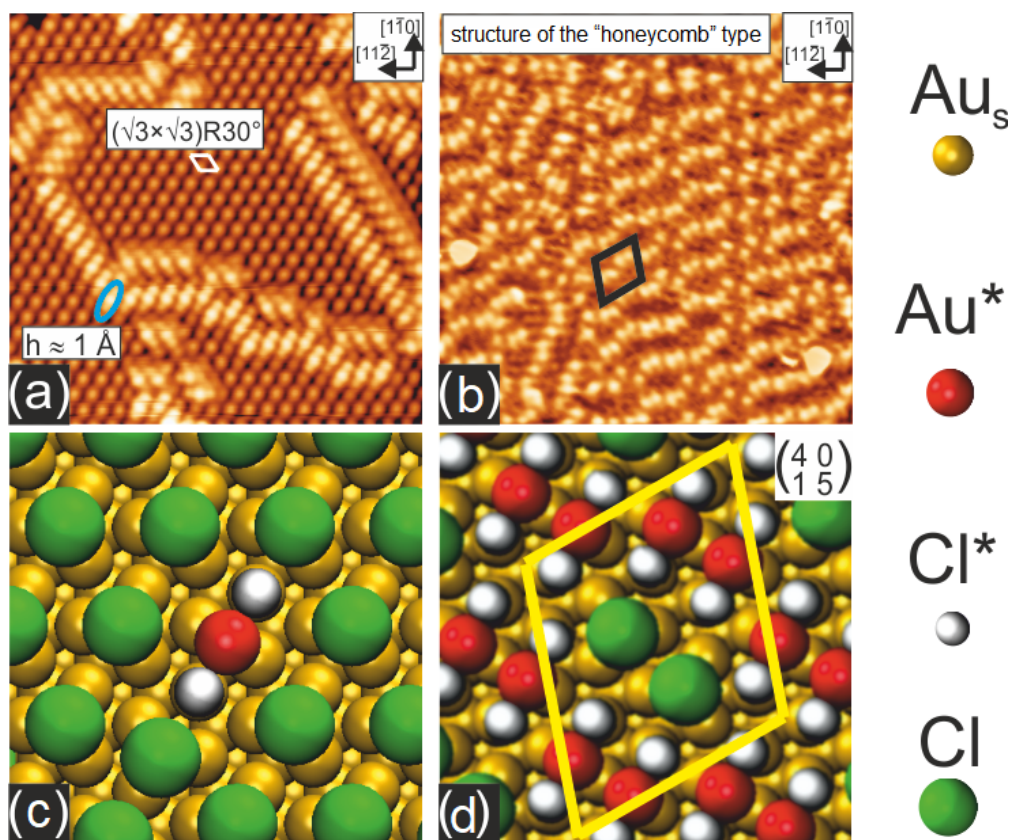 [11̄0]
[112̄]
(√3×√3)R30°
h ≈ 1 Å
(a)
structure of the “honeycomb” type
[11̄0]
[112̄]
(b)
Au_s
Au*
Cl*
Cl
(c)
(4 0
1 5)
(d)